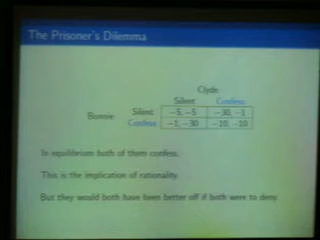 The Prisoner's Dilemma
Clyde
Silent Confess
Bonnie Silent −5, −5 −30, −1
Confess −1, −30 −10, −10
In equilibrium both of them confess.
This is the implication of rationality.
But they would both have been better off if both were to deny.